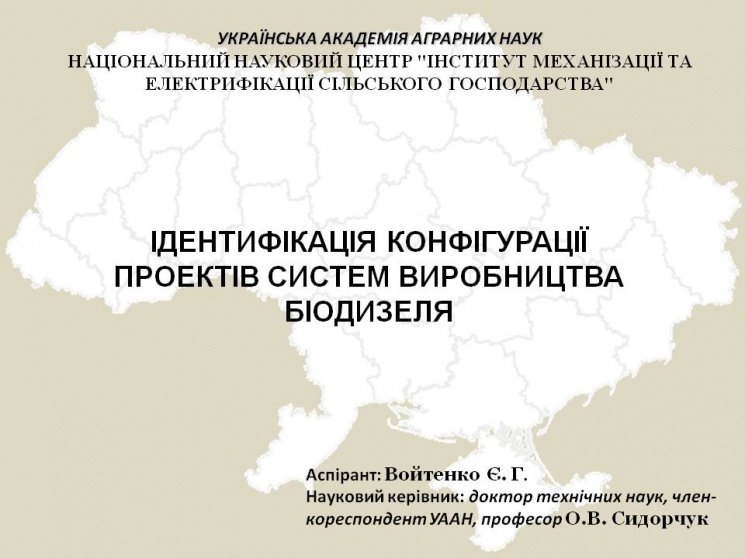 УКРАЇНСЬКА АКАДЕМІЯ АГРАРНИХ НАУК
НАЦІОНАЛЬНИЙ НАУКОВИЙ ЦЕНТР "ІНСТИТУТ МЕХАНІЗАЦІЇ ТА
ЕЛЕКТРИФІКАЦІЇ СІЛЬСЬКОГО ГОСПОДАРСТВА"
ІДЕНТИФІКАЦІЯ КОНФІГУРАЦІЇ
ПРОЕКТІВ СИСТЕМ ВИРОБНИЦТВА
БІОДИЗЕЛЯ
Аспірант: Войтенко Є. Г.
Науковий керівник: доктор технічних наук, член-
кореспондент УААН, професор О.В. Сидорчук